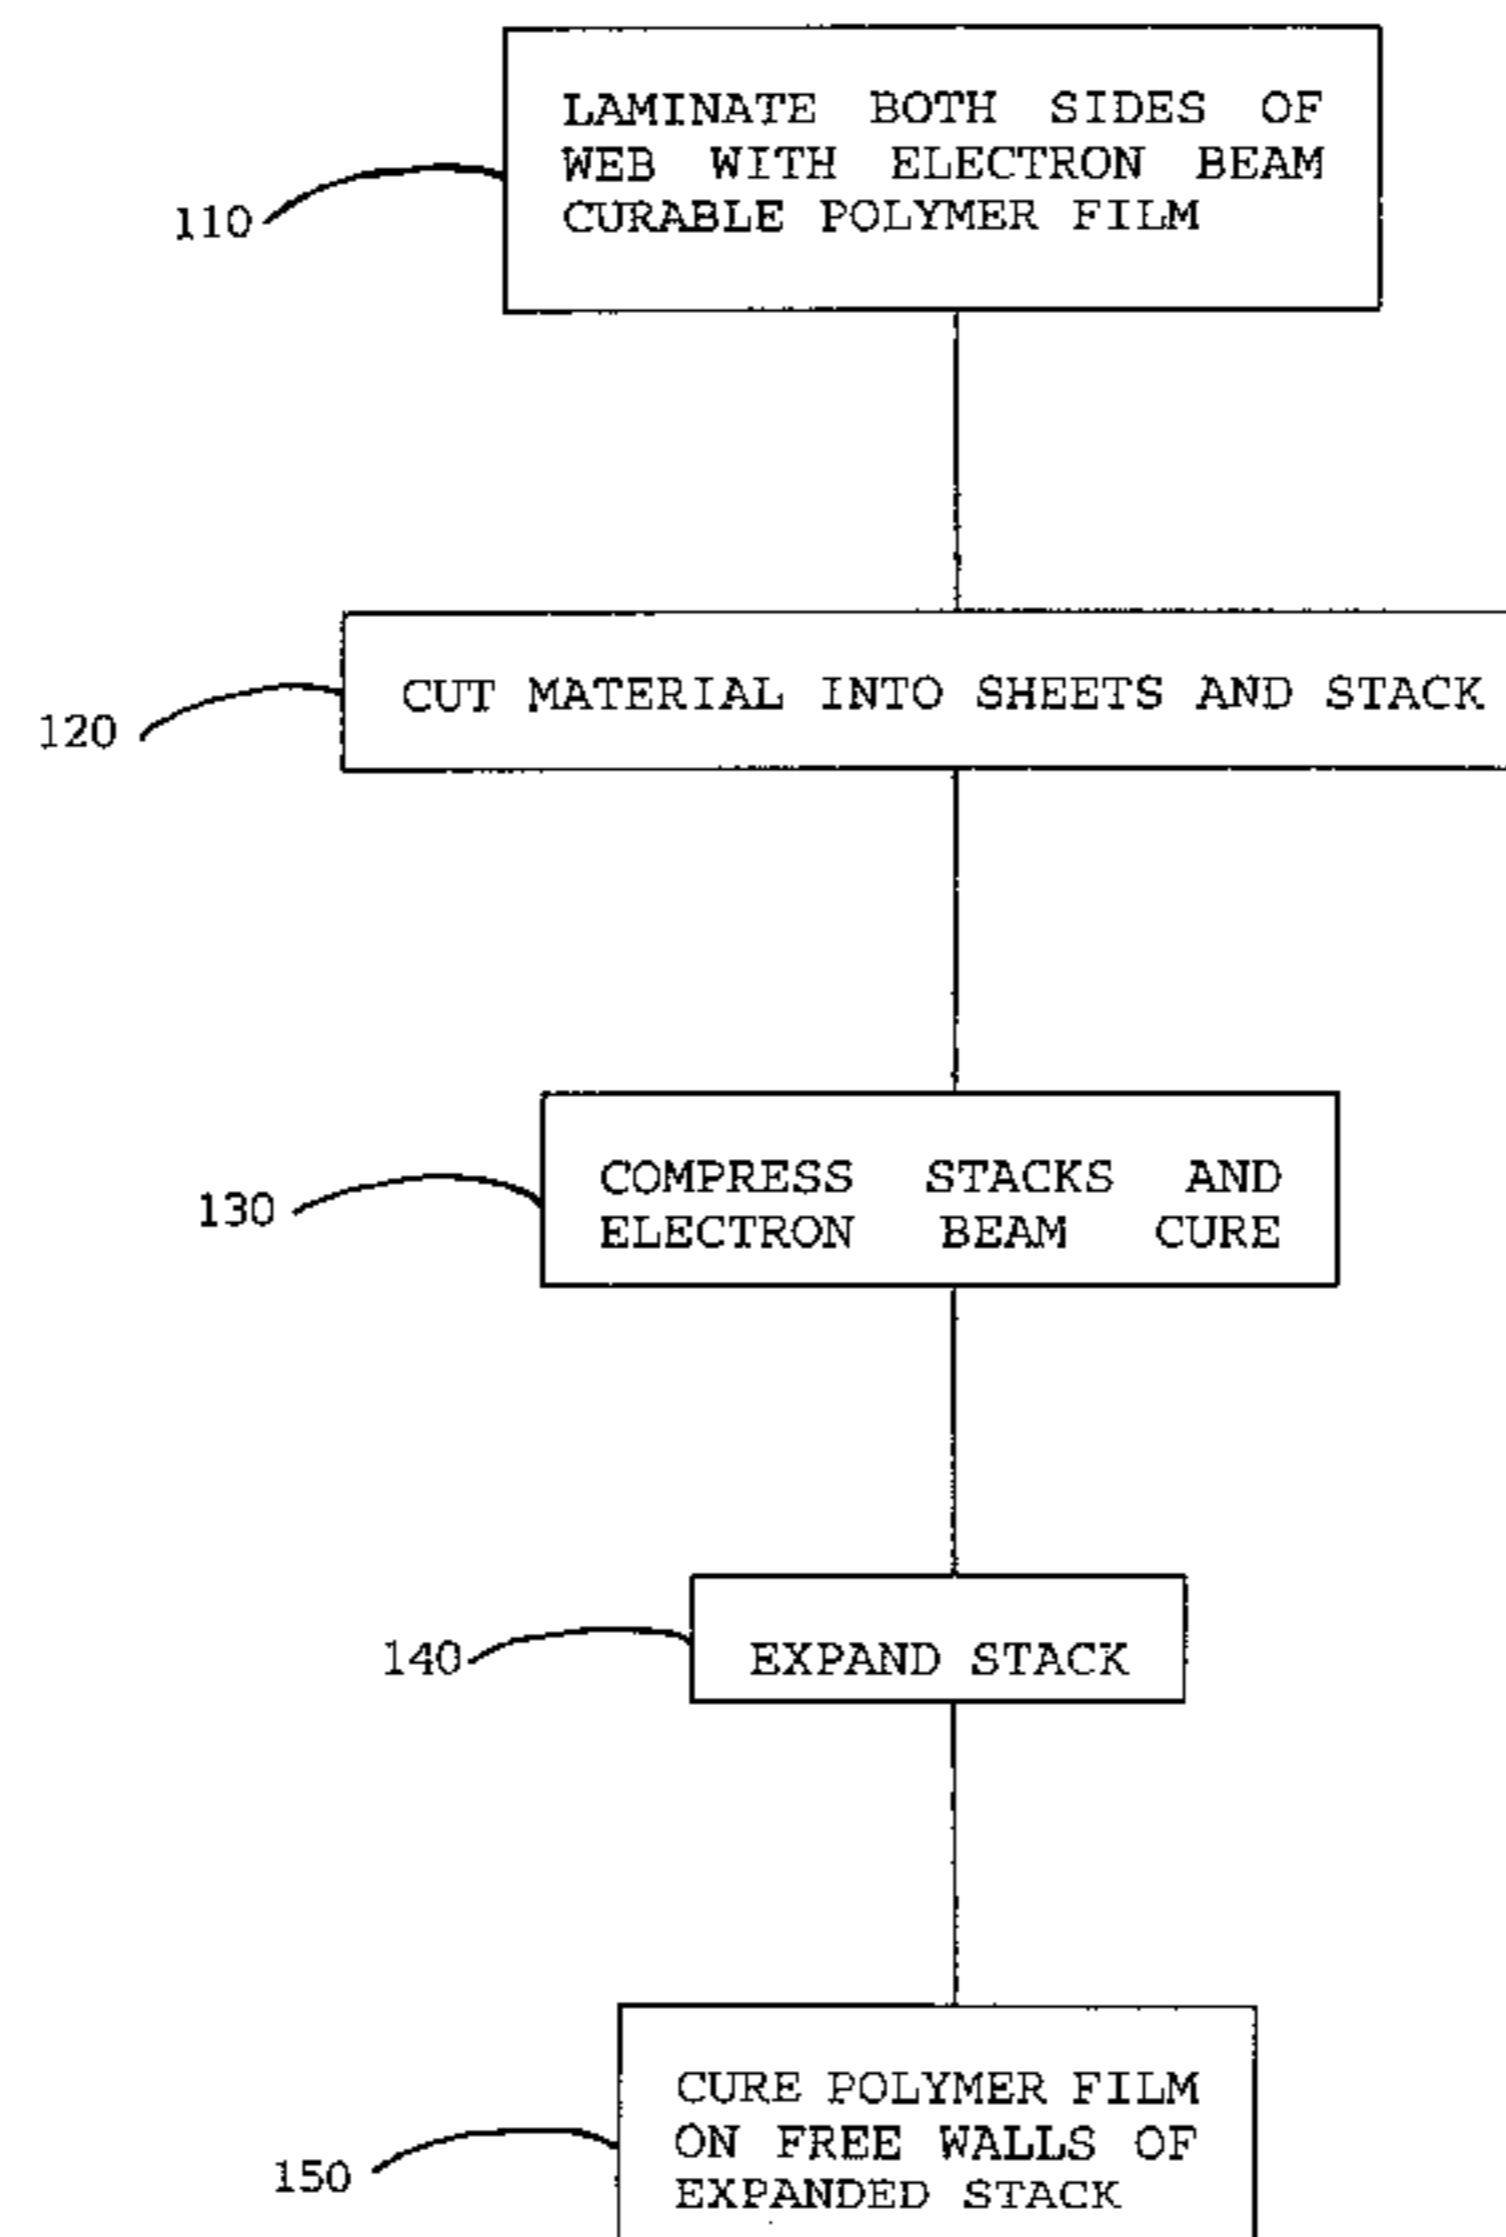 LAMINATE BOTH SIDES OF
WEB WITH ELECTRON BEAM
CURABLE POLYMER FILM
110
CUT MATERIAL INTO SHEETS AND STACK
120
COMPRESS STACKS AND
ELECTRON BEAM CURE
130
EXPAND STACK
140
CURE POLYMER FILM
ON FREE WALLS OF
EXPANDED STACK
150